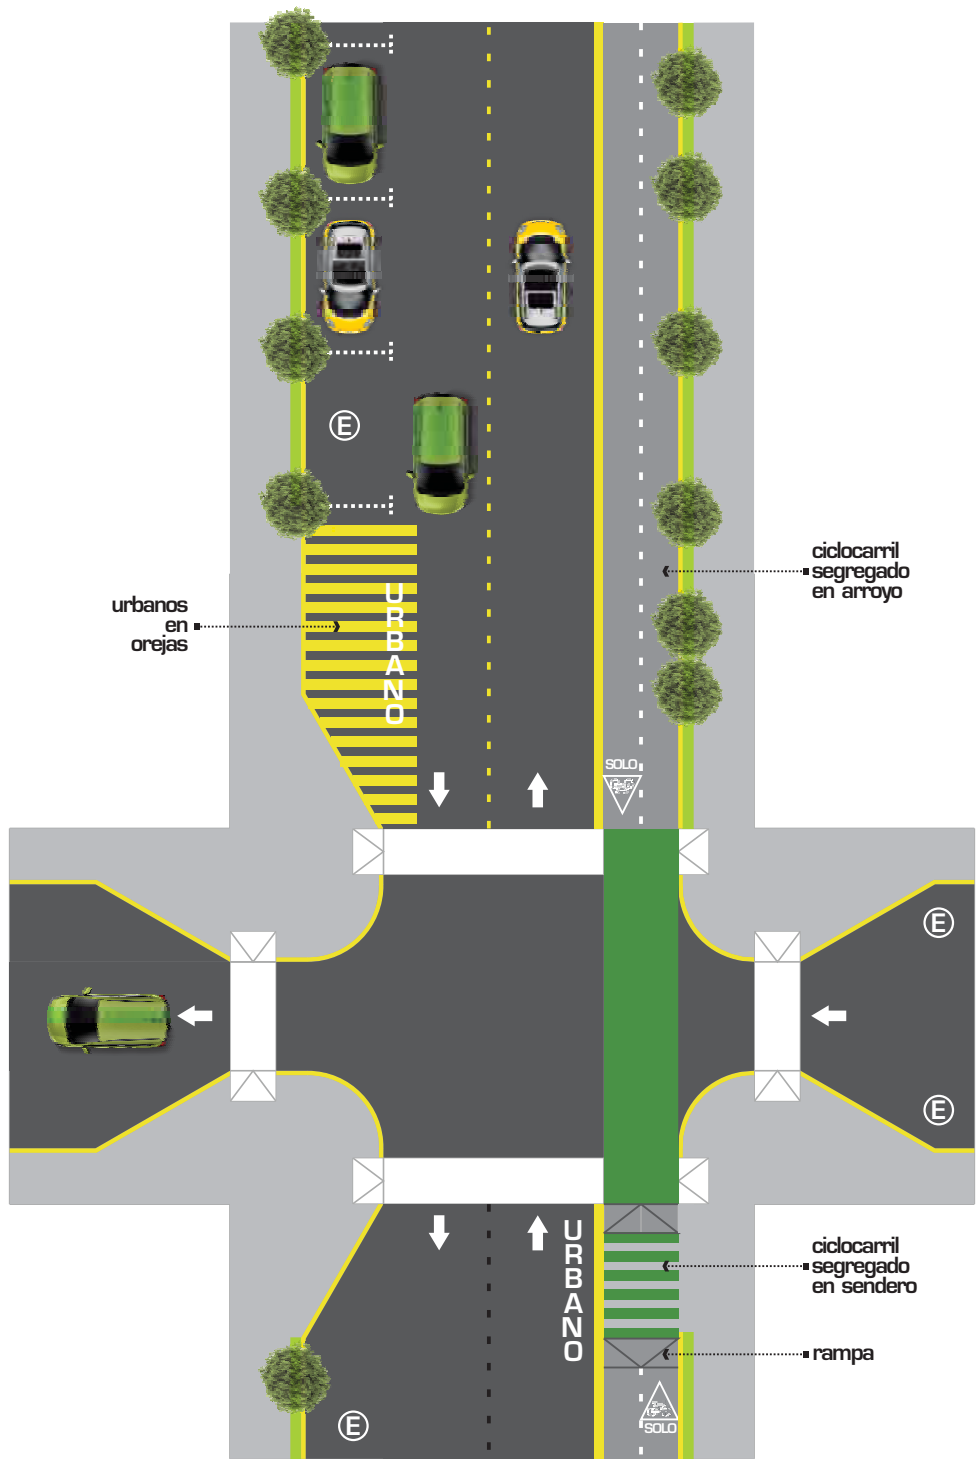 E
ciclocarril
segregado
en arroyo
urbanos
en
orejas
URBANO
SOLO
E
E
URBANO
ciclocarril
segregado
en sendero
rampa
E
SOLO